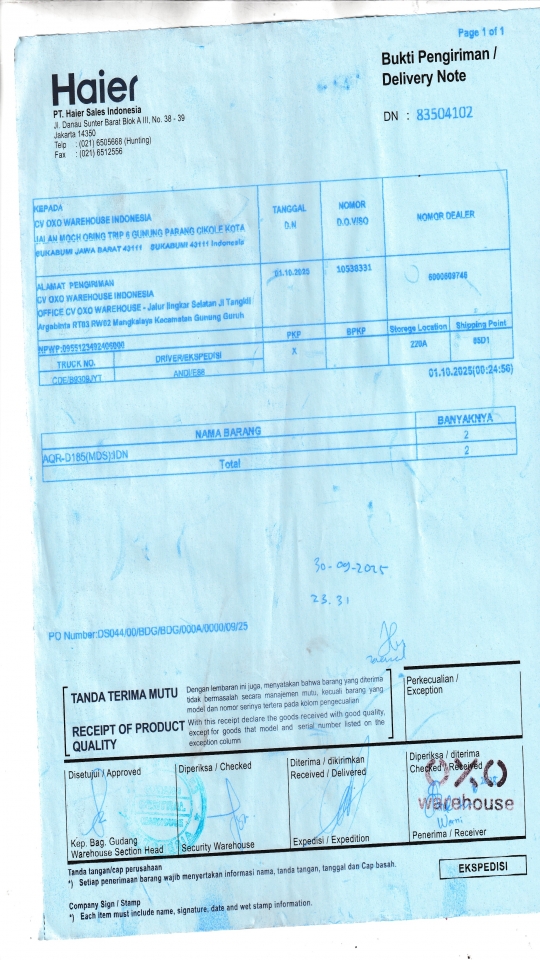 Page 1 of 1
Haier
Bukti Pengiriman /
Delivery Note
PT. Haier Sales Indonesia
Jl. Danau Sunter Barat Blok A III, No. 38 - 39
Jakarta 14350
Telp : (021) 6505668 (Hunting)
Fax : (021) 6512556
DN : 83504102
KEPADA
CV OXO WAREHOUSE INDONESIA
JALAN MOCH OBING TRIP 6 GUNUNG PARANG CIKOLE KOTA
SUKABUMI JAWA BARAT 43111 SUKABUMI 43111 Indonesia
TANGGAL
D.N
NOMOR
D.O.VISO
NOMOR DEALER
ALAMAT PENGIRIMAN
CV OXO WAREHOUSE INDONESIA
OFFICE CV OXO WAREHOUSE - Jalur lingkar Selatan Jl Tangkil
Argabinta RT03 RW02 Mangkalaya Kecamatan Gunung Guruh
01.10.2025
10538331
NPWP:
PKP
BPKP
Storege Location
Shipping Point
TRUCK NO.
DRIVER/EKSPEDISI
X
220A
CDE/B9309JYT
01.10.2025(00:24:56)
NAMA BARANG
BANYAKNYA
AQR-D185(MDS):IDN
2
Total
2
30-09-2025
23.31
PO Number:DS044/00/BDG/BDG/000A/0000/09/25
TANDA TERIMA MUTU
Dengan lembaran ini juga, menyatakan bahwa barang yang diterima
tidak bermasalah secara manajemen mutu, kecuali barang yang
model dan nomor serinya tertera pada kolom pengecualian
RECEIPT OF PRODUCT
QUALITY
With this receipt declare the goods received with good quality,
except for goods that model and serial number listed on the
exception column
Perkecualian /
Exception
Disetujui / Approved
Diperiksa / Checked
Diterima / dikirimkan
Received / Delivered
Diperiksa / diterima
Checked / Received
OXO
warehouse
Kep. Bag. Gudang
Warehouse Section Head
Security Warehouse
Expedisi / Expedition
Penerima / Receiver
Tanda tangan/cap perusahaan
*) Setiap penerimaan barang wajib menyertakan informasi nama, tanda tangan, tanggal dan Cap basah.
EKSPEDISI
Company Sign / Stamp
*) Each item must include name, signature, date and wet stamp information.